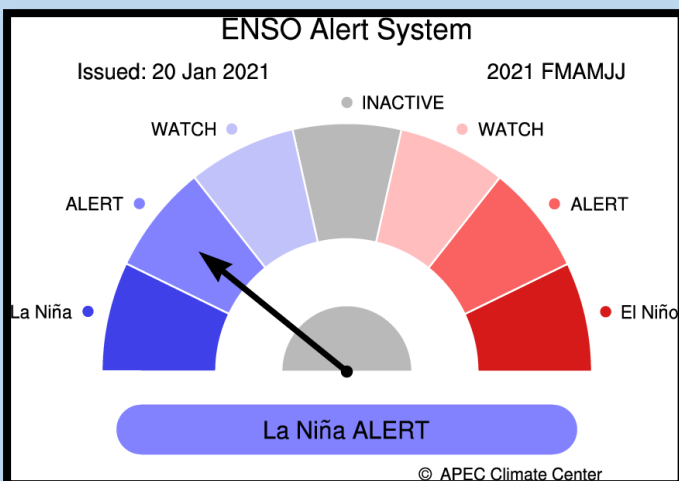 ENSO Alert System
Issued: 20 Jan 2021 2021 FMAMJJ
INACTIVE
WATCH WATCH
ALERT ALERT
La Niña El Niño
La Niña ALERT
© APEC Climate Center